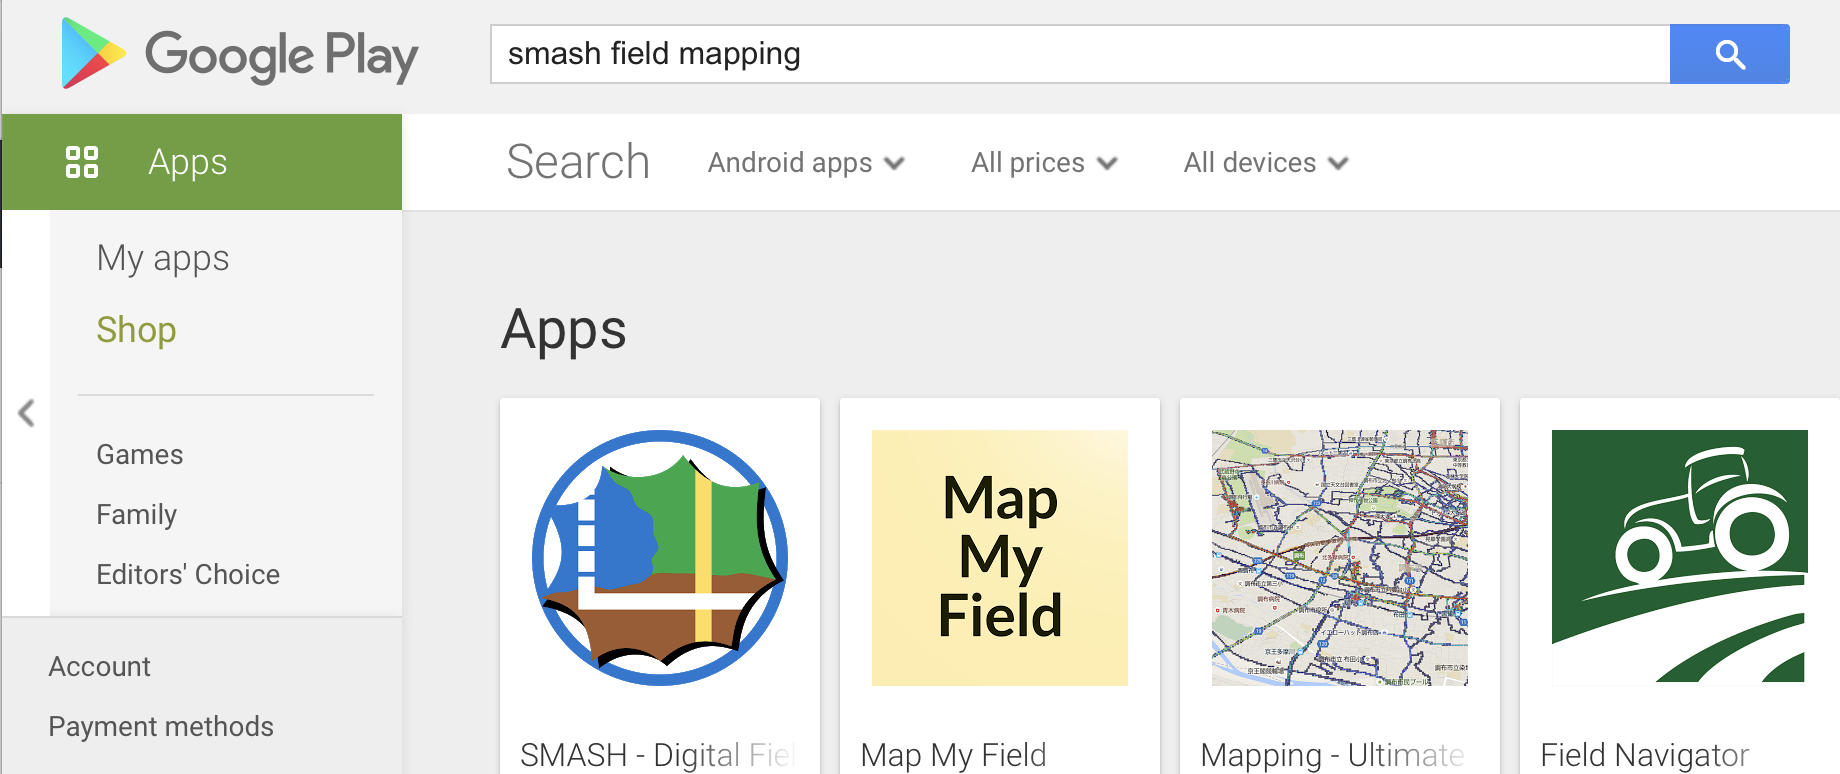 Google Play
smash field mapping
Apps
Search
Android apps
All prices
All devices
My apps
Shop
Games
Family
Editors' Choice
Account
Payment methods
Apps
Map
My
Field
SMASH - Digital Fiel
Map My Field
Mapping - Ultimate
Field Navigator